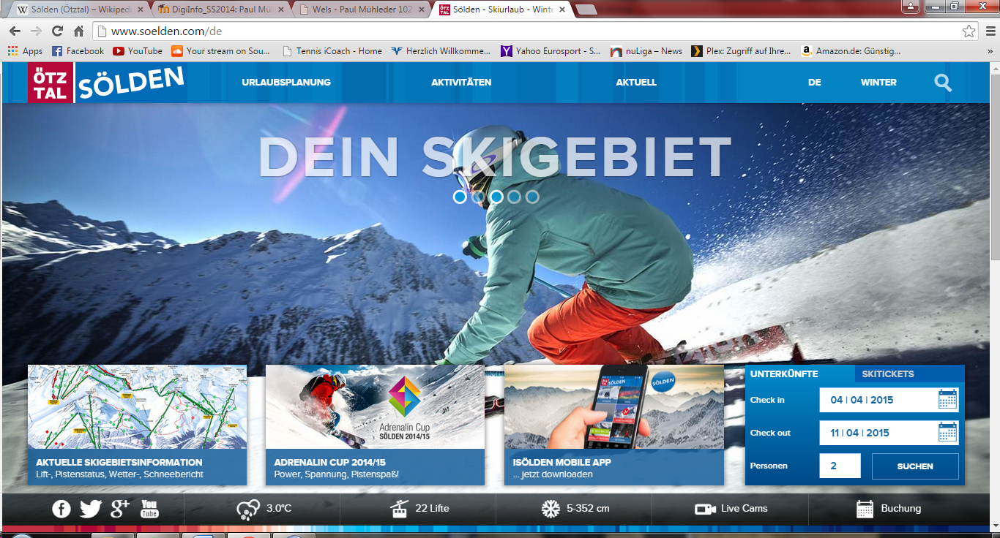 Sölden (Ötztal) – Wikipedi
DigiInfo_SS2014: Paul Mül
Wels - Paul Mühleder 102
Sölden - Skiurlaub - Winte
www.soelden.com/de
Apps
Facebook
YouTube
Your stream on Sou...
Tennis iCoach - Home
Herzlich Willkomme...
Yahoo Eurosport - S...
nuLiga – News
Plex: Zugriff auf Ihre...
Amazon.de: Günstig...
»
ÖTZ
TAL
SÖLDEN
URLAUBSPLANUNG
AKTIVITÄTEN
AKTUELL
DE
WINTER
DEIN SKIGEBIET
Adrenalin Cup
SÖLDEN 2014/15
SÖLDEN
SÖLDEN
AKTUELLE SKIGEBIETSINFORMATION
Lift-, Pistenstatus, Wetter-, Schneebericht
ADRENALIN CUP 2014/15
Power, Spannung, Pistenspaß!
ISÖLDEN MOBILE APP
... jetzt downloaden
UNTERKÜNFTE
SKITICKETS
Check in
04 | 04 | 2015
Check out
11 | 04 | 2015
Personen
2
SUCHEN
You
Tube
3.0°C
22 Lifte
5-352 cm
Live Cams
Buchung